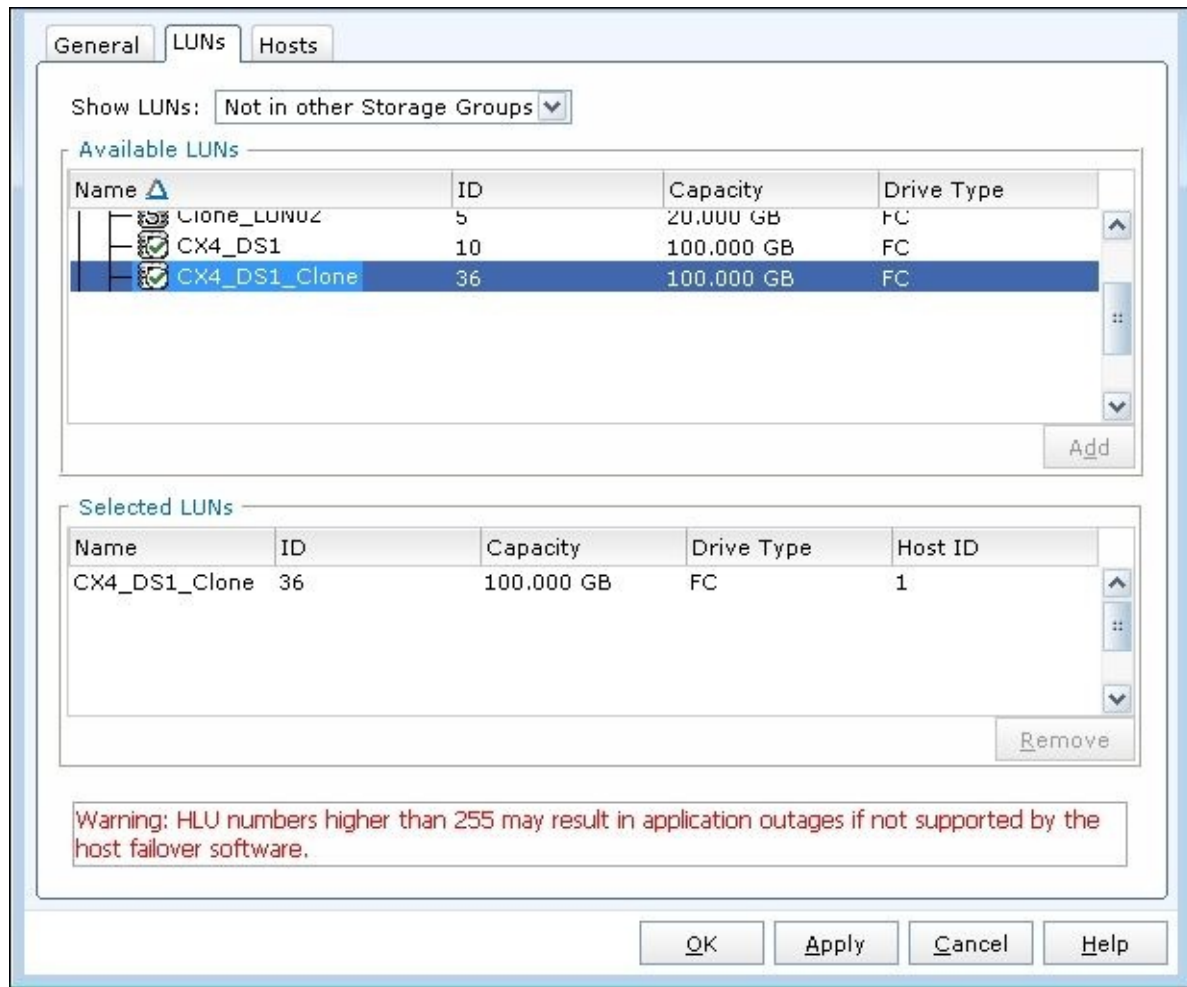 General LUNs Hosts
Show LUNs: Not in other Storage Groups
Available LUNs
Name ID Capacity Drive Type
Clone_LUN02 5 20.000 GB FC
CX4_DS1 10 100.000 GB FC
CX4_DS1_Clone 36 100.000 GB FC
Add
Selected LUNs
Name ID Capacity Drive Type Host ID
CX4_DS1_Clone 36 100.000 GB FC 1
Remove
Warning: HLU numbers higher than 255 may result in application outages if not supported by the
host failover software.
OK Apply Cancel Help